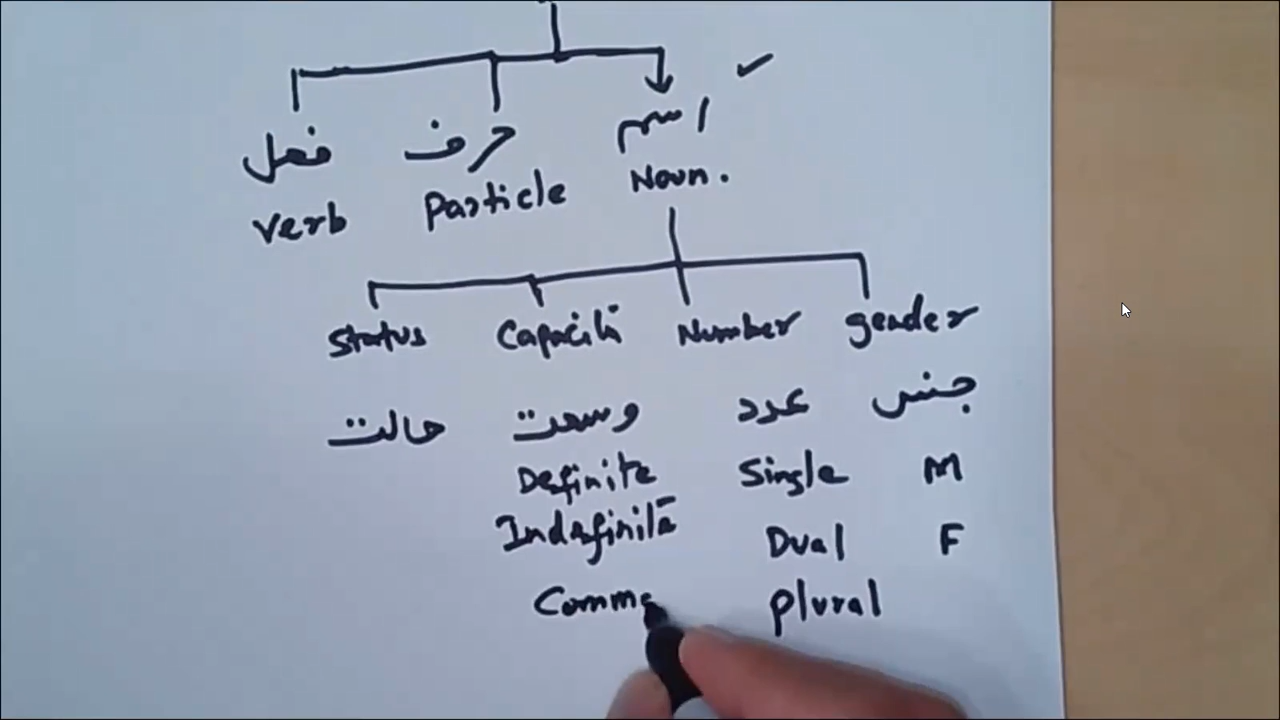 فعل حرف اسم
Verb Particle Noun.
Status Capacity Number gender
حالت وسعت عدد جنس
Definite Single M
Indefinite Dual F
Commo plural